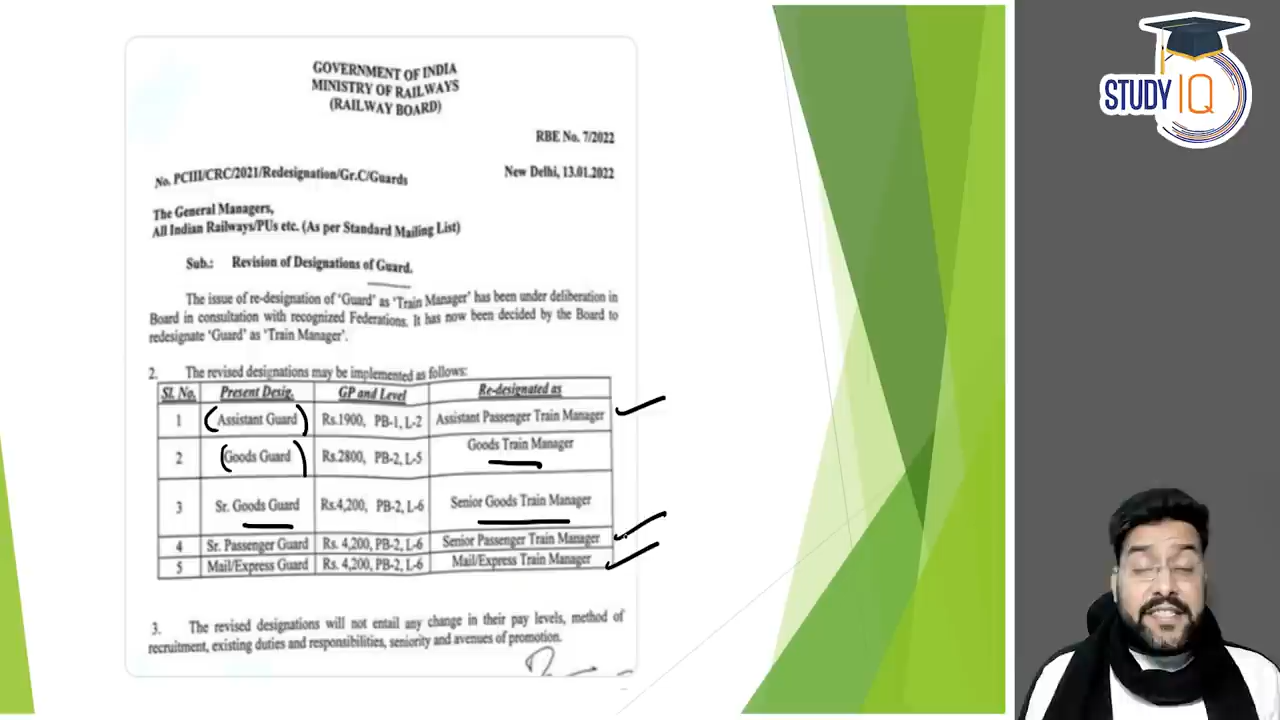 GOVERNMENT OF INDIA
MINISTRY OF RAILWAYS
(RAILWAY BOARD)
RBE No. 7/2022
No. PCIII/CRC/2021/Redesignation/Gr.C/Guards New Delhi, 13.01.2022
The General Managers,
All Indian Railways/PUs etc. (As per Standard Mailing List)
Sub.: Revision of Designations of Guard.
The issue of re-designation of 'Guard' as 'Train Manager' has been under deliberation in
Board in consultation with recognized Federations. It has now been decided by the Board to
redesignate 'Guard' as 'Train Manager'.
2. The revised designations may be implemented as follows:
Sl. No. Present Desig. GP and Level Re-designated as
1 Assistant Guard Rs.1900, PB-1, L-2 Assistant Passenger Train Manager
2 Goods Guard Rs.2800, PB-2, L-5 Goods Train Manager
3 Sr. Goods Guard Rs.4,200, PB-2, L-6 Senior Goods Train Manager
4 Sr. Passenger Guard Rs. 4,200, PB-2, L-6 Senior Passenger Train Manager
5 Mail/Express Guard Rs. 4,200, PB-2, L-6 Mail/Express Train Manager
3. The revised designations will not entail any change in their pay levels, method of
recruitment, existing duties and responsibilities, seniority and avenues of promotion.
STUDY IQ